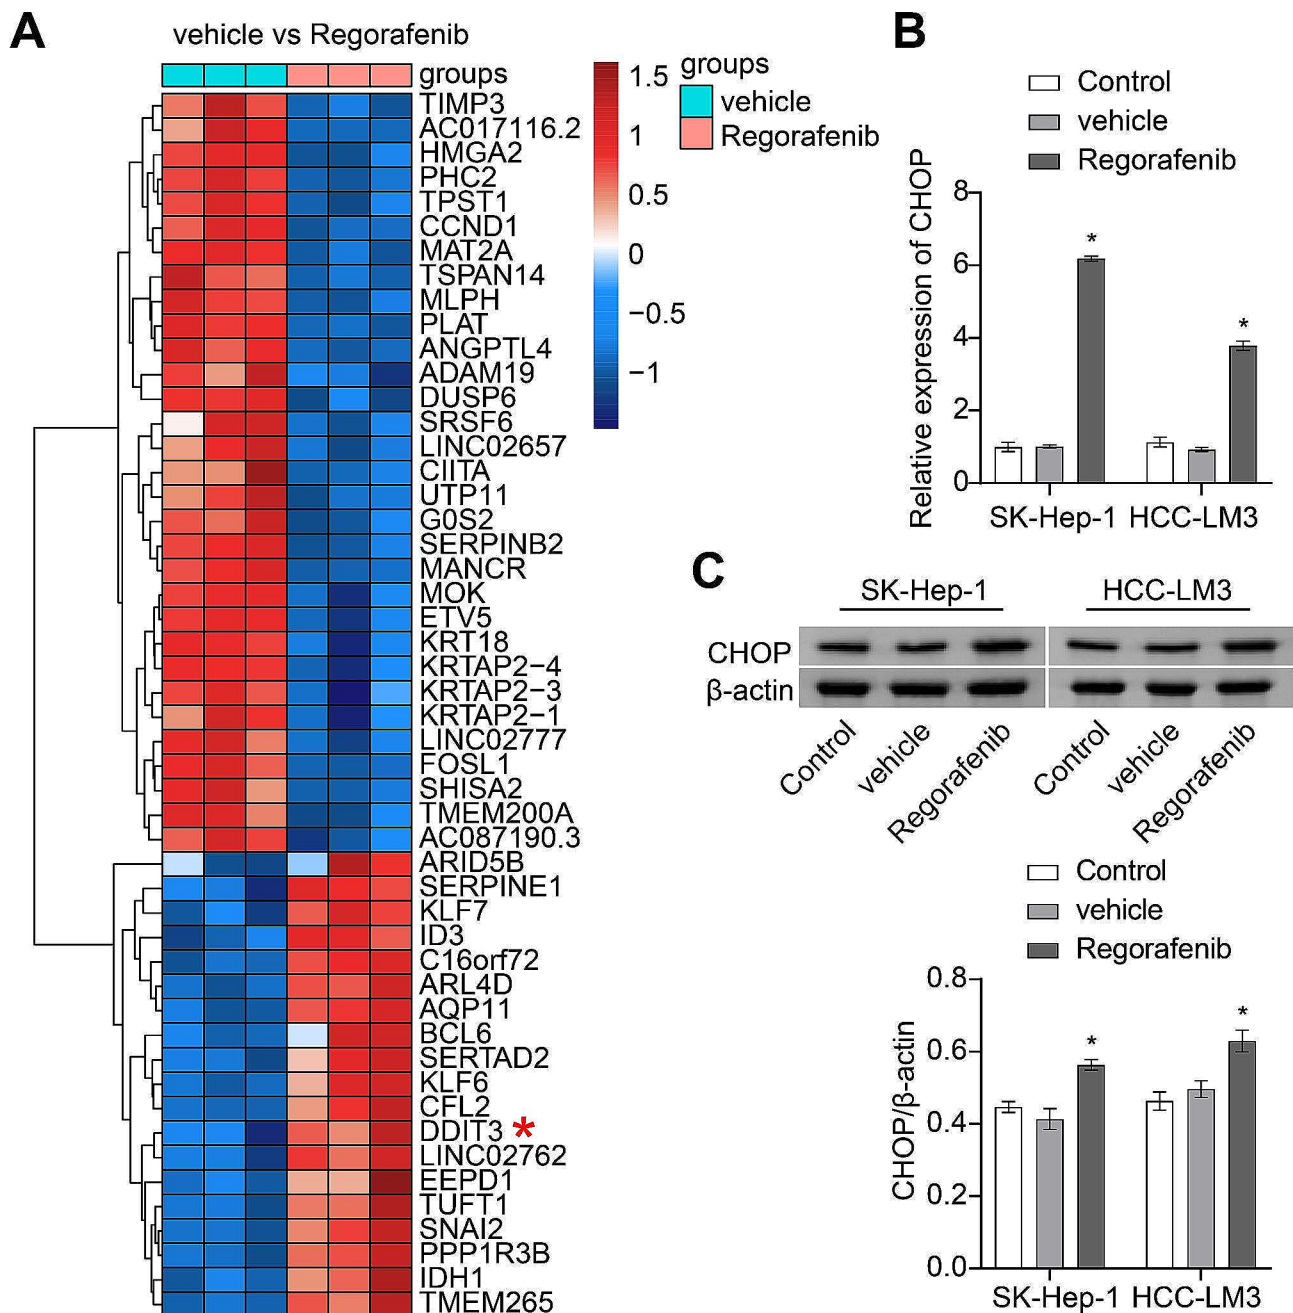 A
vehicle vs Regorafenib
groups
TIMP3
AC017116.2
HMGA2
PHC2
TPST1
CCND1
MAT2A
TSPAN14
MLPH
PLAT
ANGPTL4
ADAM19
DUSP6
SRSF6
LINC02657
CIITA
UTP11
G0S2
SERPINB2
MANCR
MOK
ETV5
KRT18
KRTAP2−4
KRTAP2−3
KRTAP2−1
LINC02777
FOSL1
SHISA2
TMEM200A
AC087190.3
ARID5B
SERPINE1
KLF7
ID3
C16orf72
ARL4D
AQP11
BCL6
SERTAD2
KLF6
CFL2
DDIT3 *
LINC02762
EEPD1
TUFT1
SNAI2
PPP1R3B
IDH1
TMEM265
1.5
1
0.5
0
−0.5
−1
groups
vehicle
Regorafenib
B
Control
vehicle
Regorafenib
Relative expression of CHOP
8
6
4
2
0
*
*
SK-Hep-1 HCC-LM3
C
SK-Hep-1 HCC-LM3
CHOP
β-actin
Control
vehicle
Regorafenib
Control
vehicle
Regorafenib
Control
vehicle
Regorafenib
CHOP/β-actin
0.8
0.6
0.4
0.2
0.0
*
*
SK-Hep-1 HCC-LM3